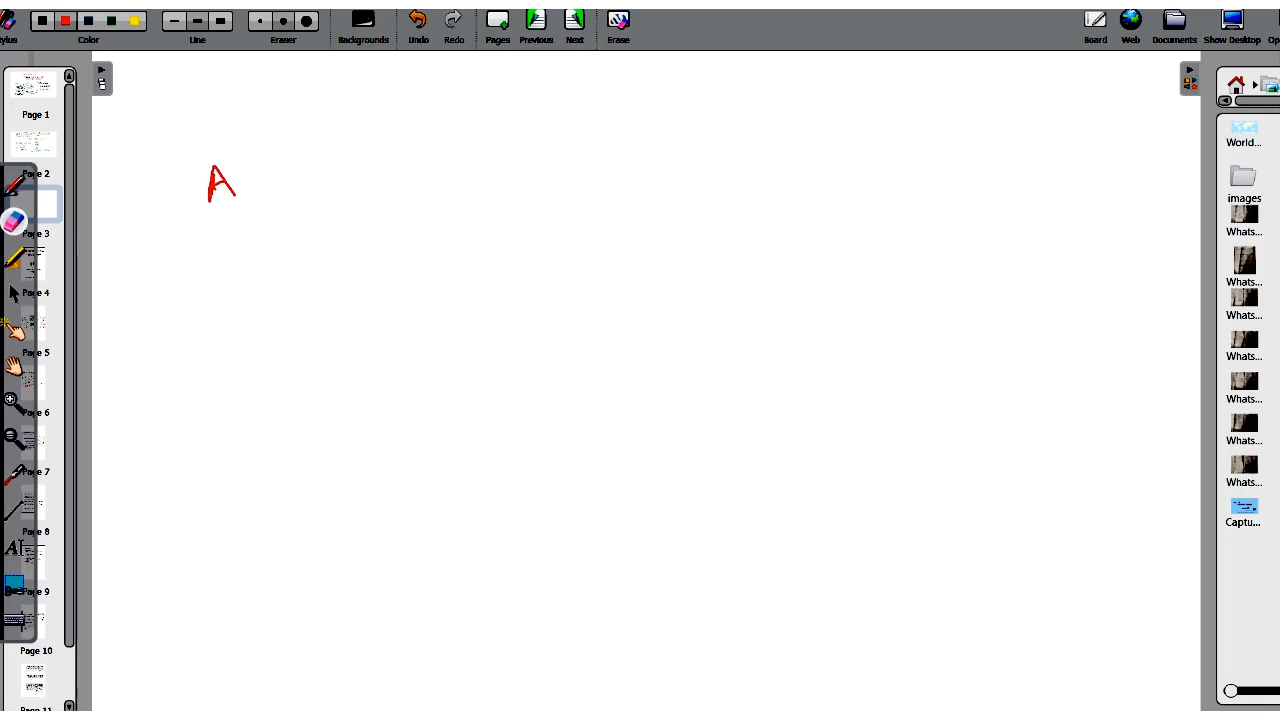 Color
Line
Eraser
Backgrounds
Undo
Redo
Pages
Previous
Next
Erase
Board
Web
Documents
Show Desktop
Page 1
Page 2
Page 3
Page 4
Page 5
Page 6
Page 7
Page 8
Page 9
Page 10
Page 11
A
World...
images
Whats...
Whats...
Whats...
Whats...
Whats...
Whats...
Whats...
Captu...